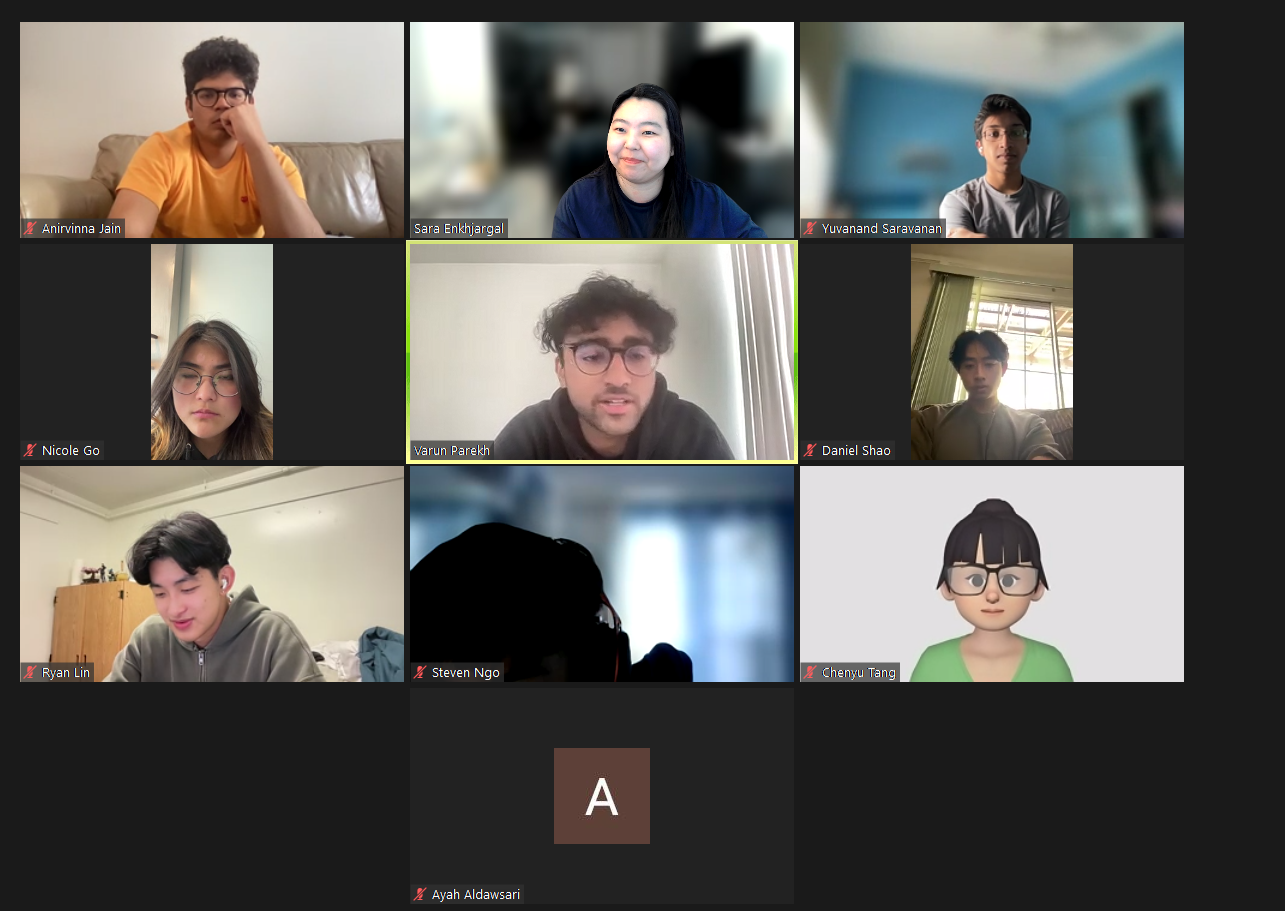 Anirvinna Jain
Sara Enkhjargal
Yuvanand Saravanan
Nicole Go
Varun Parekh
Daniel Shao
Ryan Lin
Steven Ngo
Chenyu Tang
A
Ayah Aldawsari